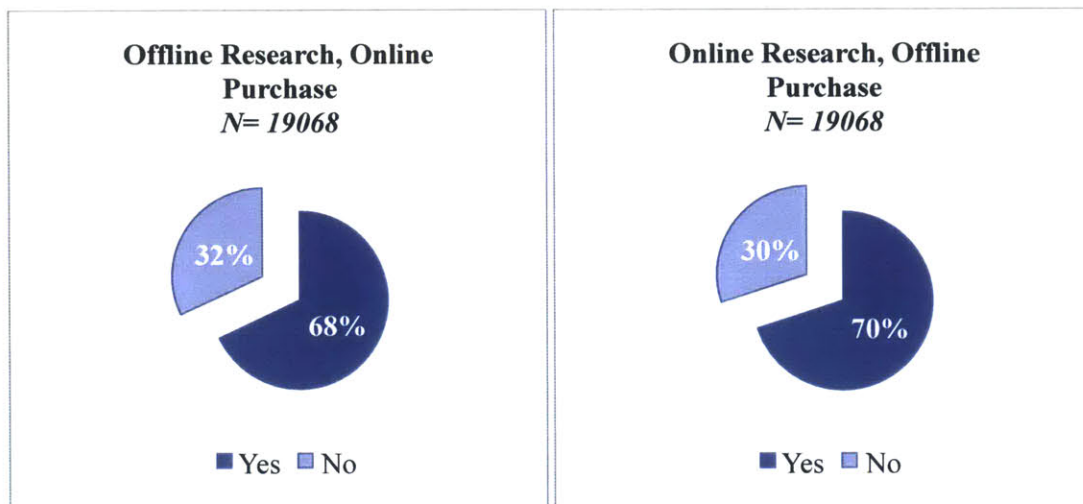 Offline Research, Online
Purchase
N= 19068
32%
68%
Yes No
Online Research, Offline
Purchase
N= 19068
30%
70%
Yes No